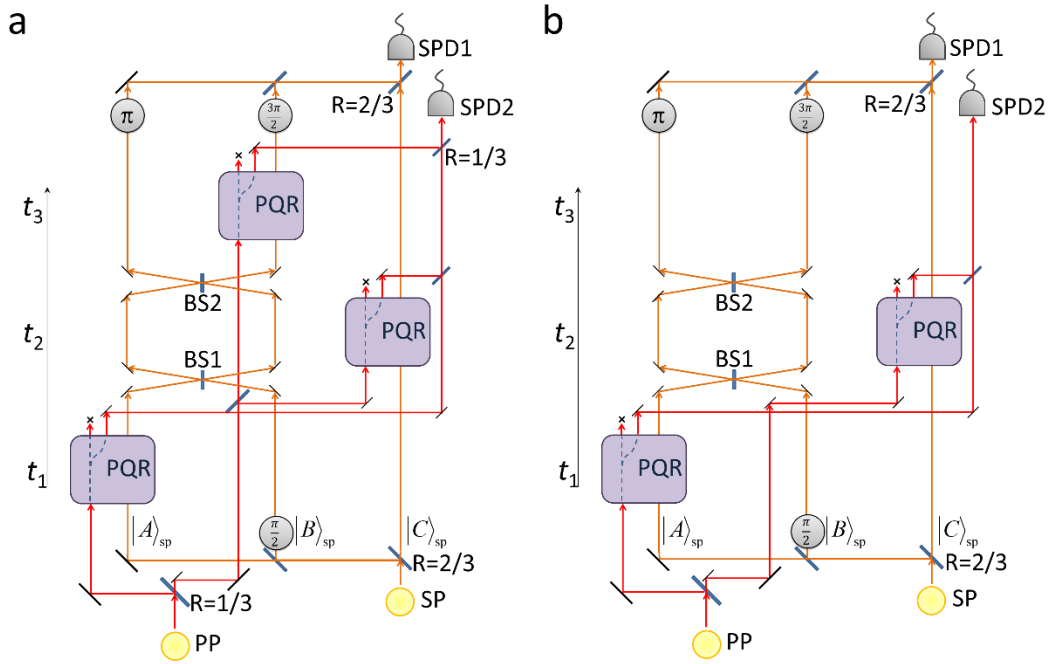 a
SPD1
SPD2
R=2/3
π
3π/2
R=1/3
PQR
t3
BS2
PQR
t2
BS1
PQR
t1
|A⟩sp
π/2
|B⟩sp
|C⟩sp
R=2/3
R=1/3
SP
PP
b
SPD1
SPD2
R=2/3
π
3π/2
t3
BS2
PQR
t2
BS1
PQR
t1
|A⟩sp
π/2
|B⟩sp
|C⟩sp
R=2/3
SP
PP